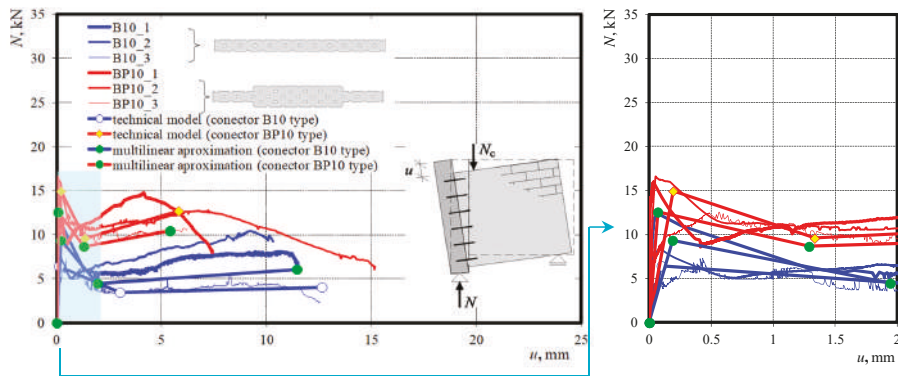 N, kN
35
30
25
20
15
10
5
0
B10_1
B10_2
B10_3
BP10_1
BP10_2
BP10_3
technical model (conector B10 type)
technical model (conector BP10 type)
multilinear aproximation (conector B10 type)
multilinear aproximation (conector BP10 type)
u
Nc
N
0
5
10
15
20
25
u, mm
N, kN
35
30
25
20
15
10
5
0
0
0.5
1
1.5
2
u, mm